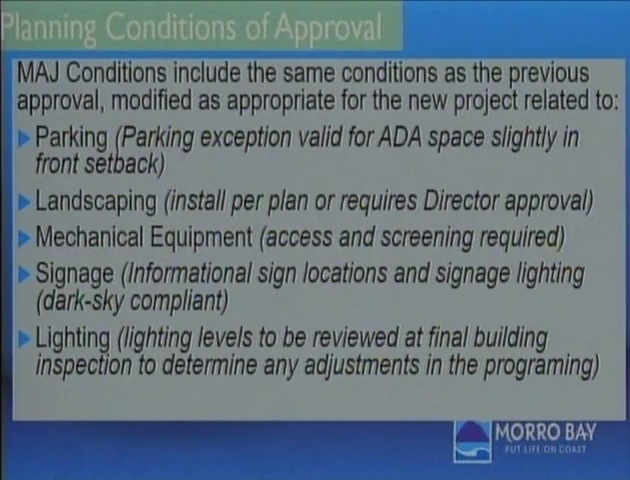 Planning Conditions of Approval
MAJ Conditions include the same conditions as the previous
approval, modified as appropriate for the new project related to:
Parking (Parking exception valid for ADA space slightly in
front setback)
Landscaping (install per plan or requires Director approval)
Mechanical Equipment (access and screening required)
Signage (Informational sign locations and signage lighting
(dark-sky compliant)
Lighting (lighting levels to be reviewed at final building
inspection to determine any adjustments in the programing)
MORRO BAY
PUT LIFE ON COAST